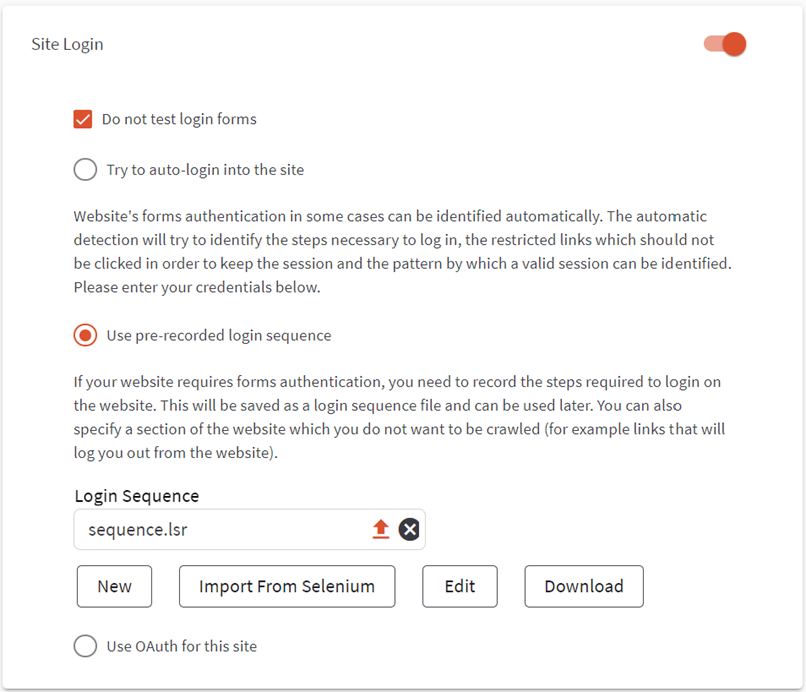 Site Login
Do not test login forms
Try to auto-login into the site
Website's forms authentication in some cases can be identified automatically. The automatic
detection will try to identify the steps necessary to log in, the restricted links which should not
be clicked in order to keep the session and the pattern by which a valid session can be identified.
Please enter your credentials below.
Use pre-recorded login sequence
If your website requires forms authentication, you need to record the steps required to login on
the website. This will be saved as a login sequence file and can be used later. You can also
specify a section of the website which you do not want to be crawled (for example links that will
log you out from the website).
Login Sequence
sequence.lsr
New Import From Selenium Edit Download
Use OAuth for this site